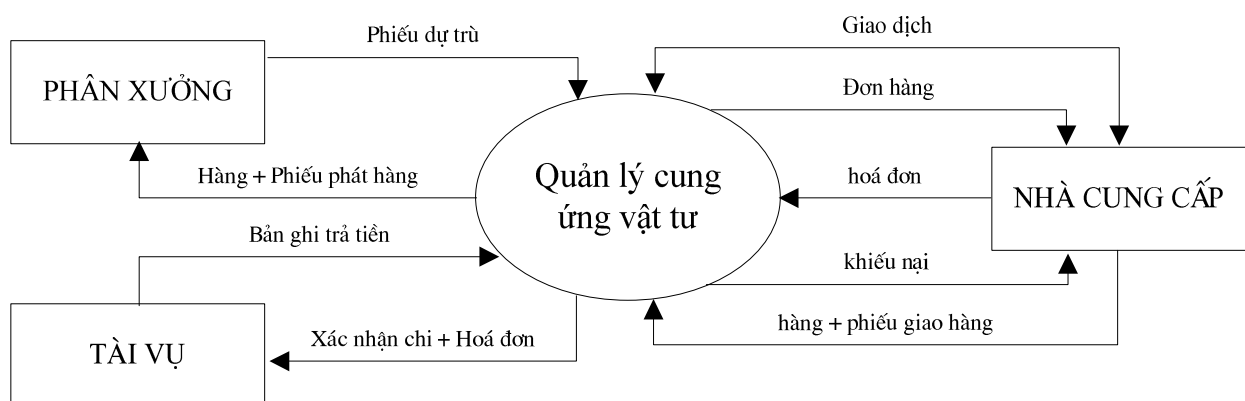 Giao dịch
Phiếu dự trù
PHÂN XƯỞNG
Đơn hàng
Hàng + Phiếu phát hàng
Quản lý cung
ứng vật tư
hoá đơn
NHÀ CUNG CẤP
Bản ghi trả tiền
khiếu nại
TÀI VỤ
Xác nhận chi + Hoá đơn
hàng + phiếu giao hàng